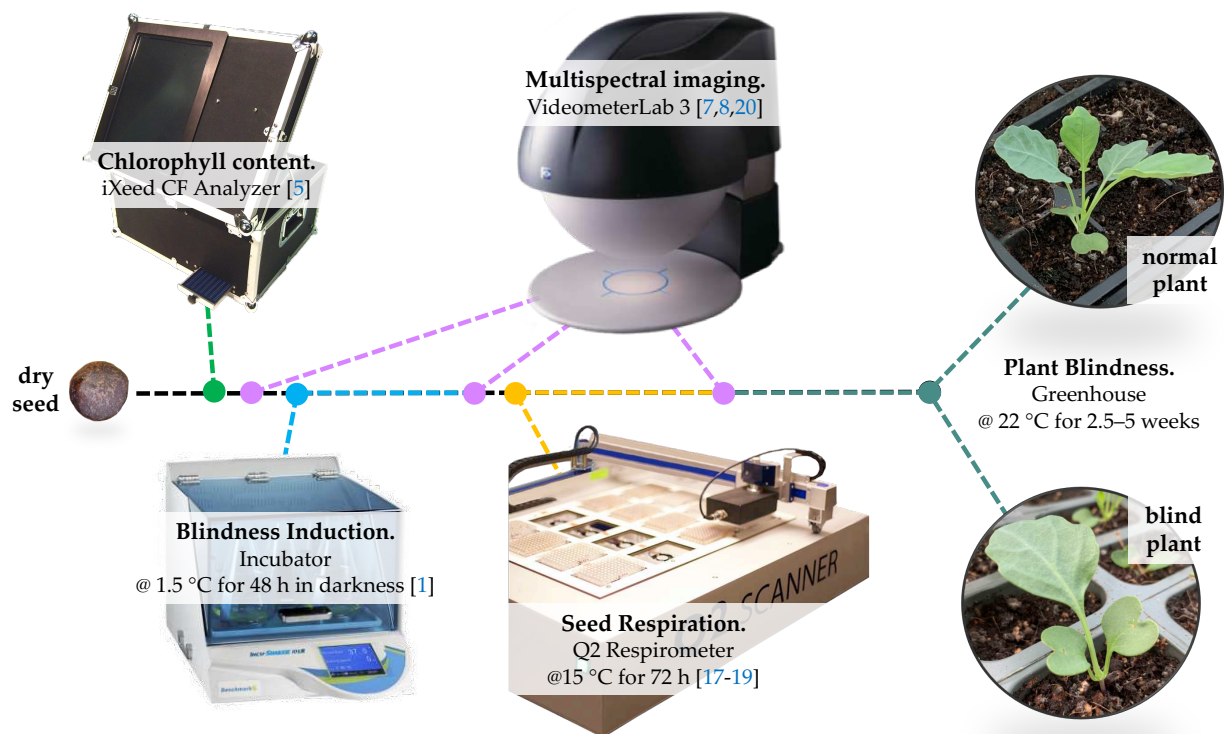 Multispectral imaging.
VideometerLab 3 [7,8,20]
Chlorophyll content.
iXeed CF Analyzer [5]
normal
plant
dry
seed
Plant Blindness.
Greenhouse
@ 22 °C for 2.5–5 weeks
Blindness Induction.
Incubator
@ 1.5 °C for 48 h in darkness [1]
Benchmark
Q2 SCANNER
Seed Respiration.
Q2 Respirometer
@15 °C for 72 h [17-19]
blind
plant